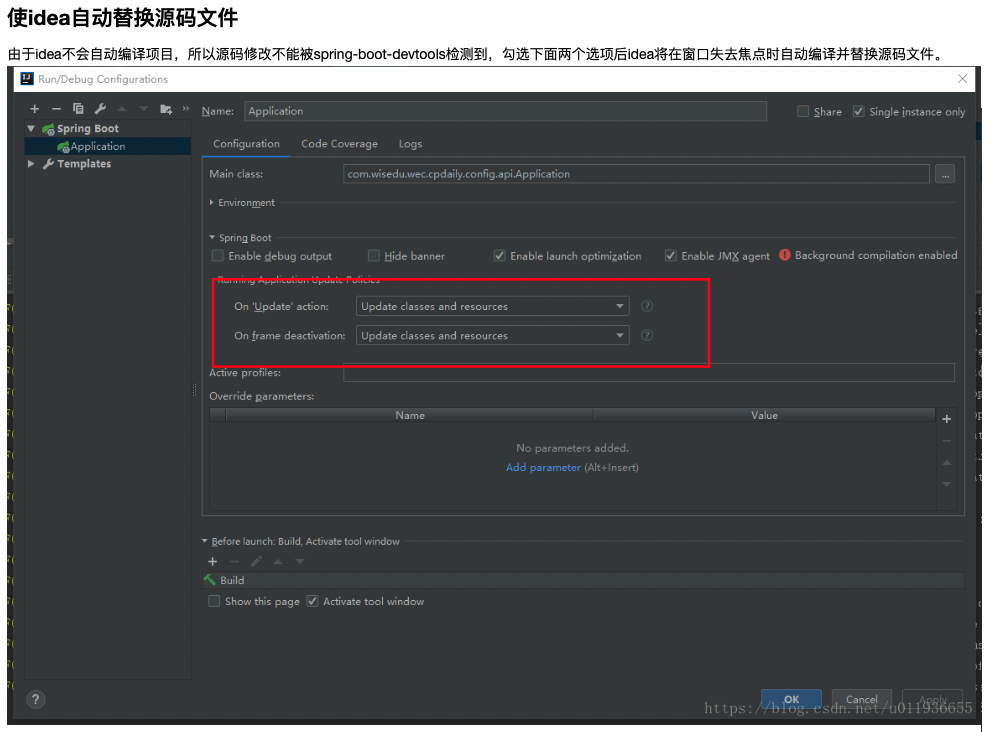 使idea自动替换源码文件
由于idea不会自动编译项目，所以源码修改不能被spring-boot-devtools检测到，勾选下面两个选项后idea将在窗口失去焦点时自动编译并替换源文件。
Run/Debug Configurations
Name: Application Share Single instance only
Spring Boot
Application
Templates
Configuration Code Coverage Logs
Main class: com.wisedu.wec.cpdaily.config.api.Application ...
Environment
Spring Boot
Enable debug output Hide banner Enable launch optimization Enable JMX agent Background compilation enabled
Running Application Update Policies
On 'Update' action: Update classes and resources ?
On frame deactivation: Update classes and resources ?
Active profiles:
Override parameters:
Name Value
No parameters added.
Add parameter (Alt+Insert)
Before launch: Build, Activate tool window
Build
Show this page Activate tool window
? OK Cancel Apply
https://blog.csdn.net/u011936655